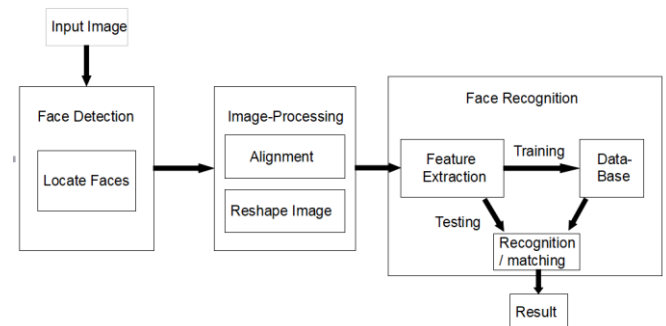 Input Image
Face Detection
Locate Faces
Image-Processing
Alignment
Reshape Image
Face Recognition
Feature
Extraction
Training
Data-
Base
Testing
Recognition
/ matching
Result